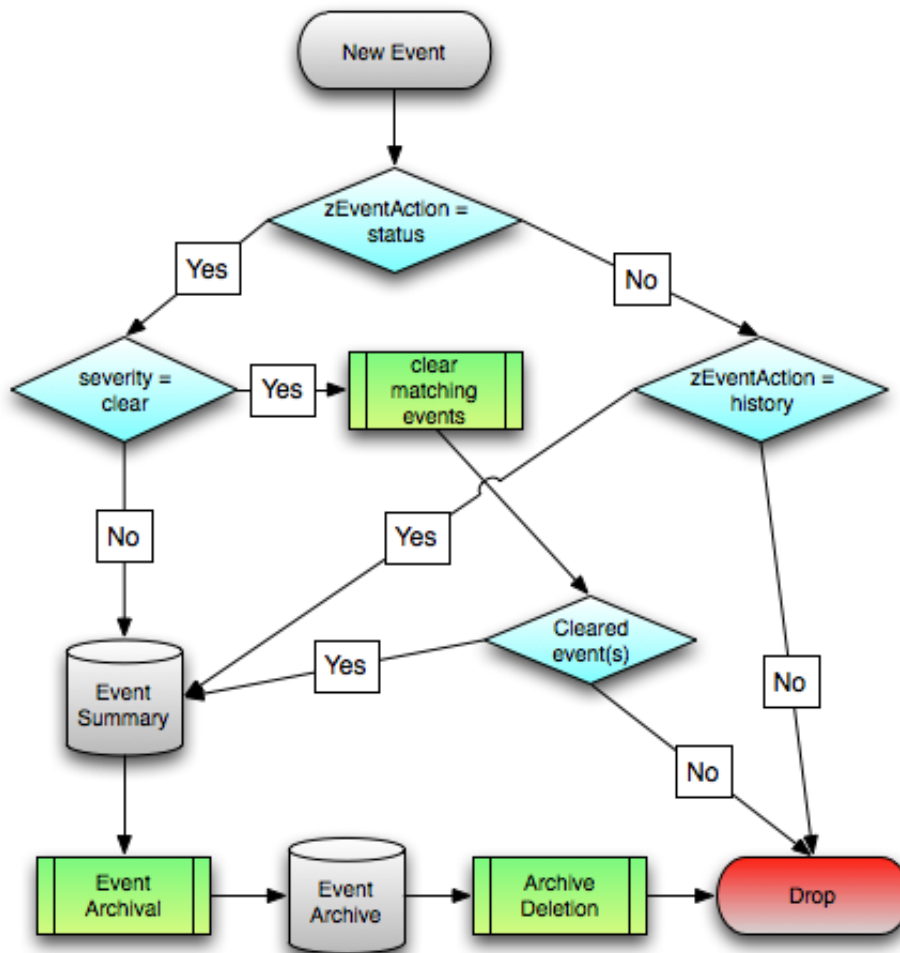 New Event
zEventAction =
status
Yes
No
severity =
clear
Yes
clear
matching
events
zEventAction =
history
No
Yes
Cleared
event(s)
Yes
No
Event
Summary
No
Event
Archival
Event
Archive
Archive
Deletion
Drop